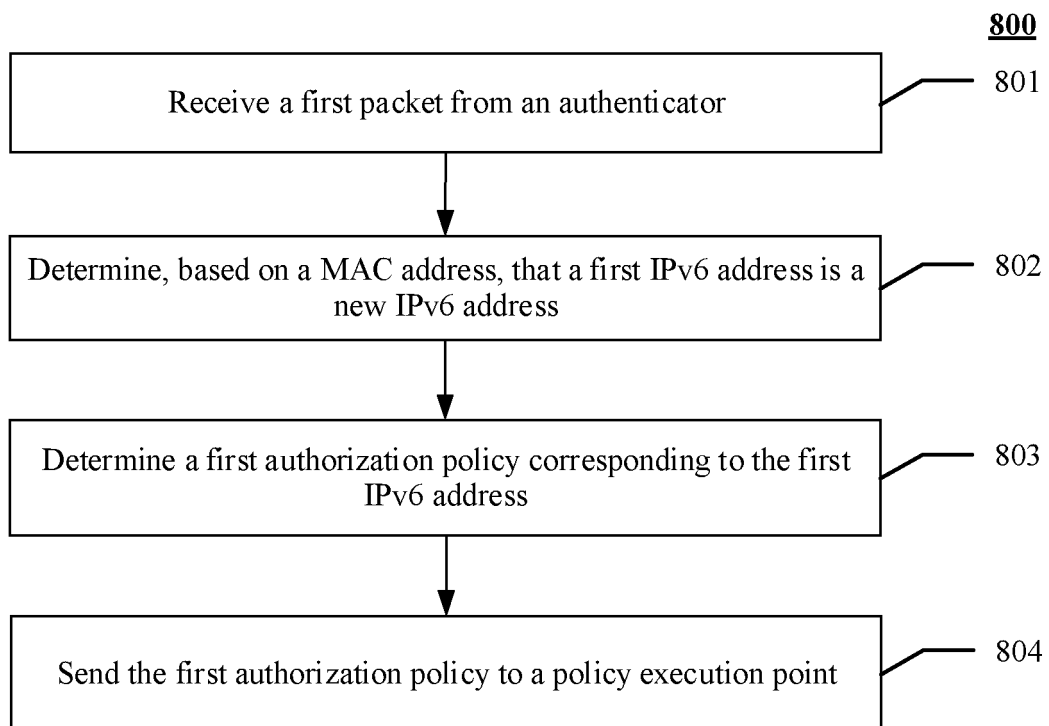 800
Receive a first packet from an authenticator
801
Determine, based on a MAC address, that a first IPv6 address is a
new IPv6 address
802
Determine a first authorization policy corresponding to the first
IPv6 address
803
Send the first authorization policy to a policy execution point
804